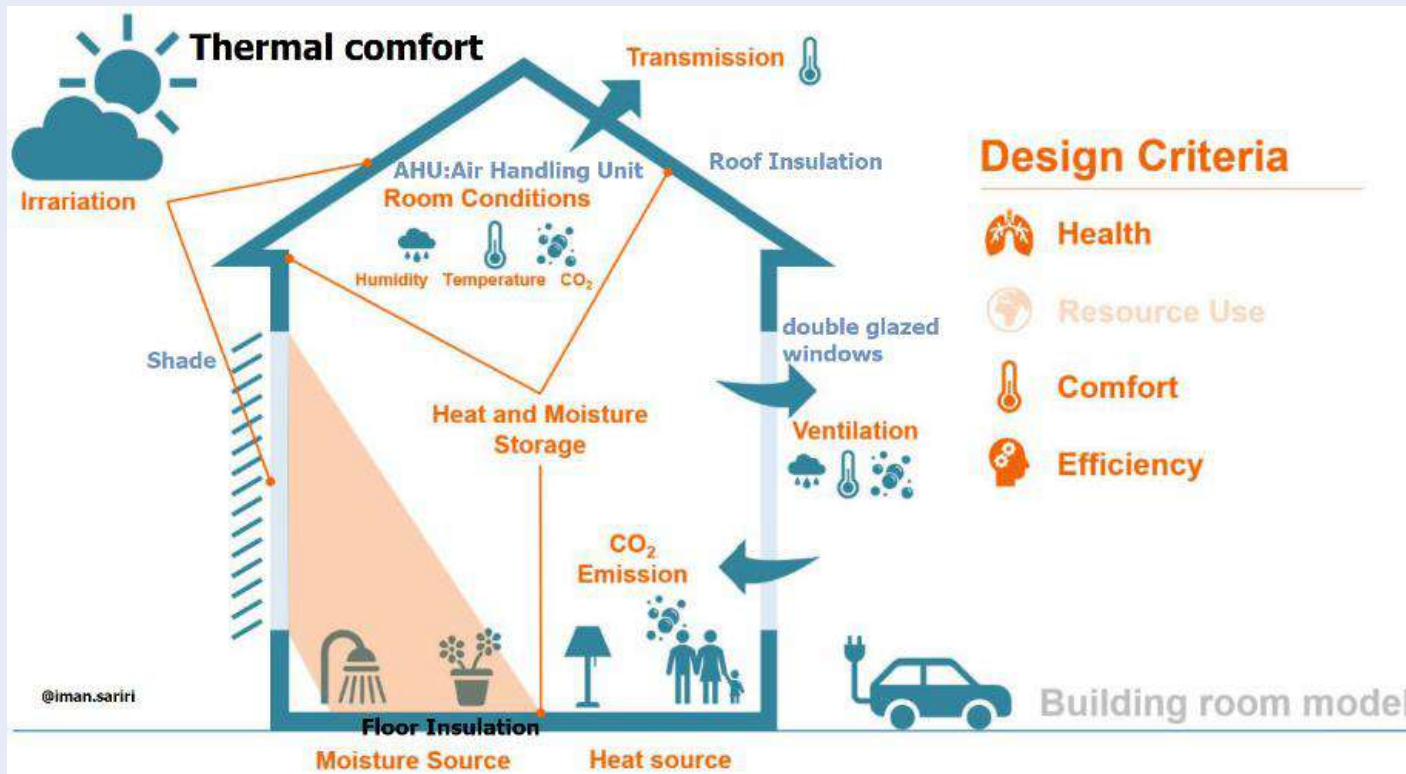 Thermal comfort
Transmission
Irrariation
AHU:Air Handling Unit
Roof Insulation
Room Conditions
Humidity Temperature CO₂
Design Criteria
Health
Resource Use
Comfort
Efficiency
Shade
double glazed
windows
Heat and Moisture
Storage
Ventilation
CO₂
Emission
@iman.sariri
Floor Insulation
Moisture Source
Heat source
Building room model